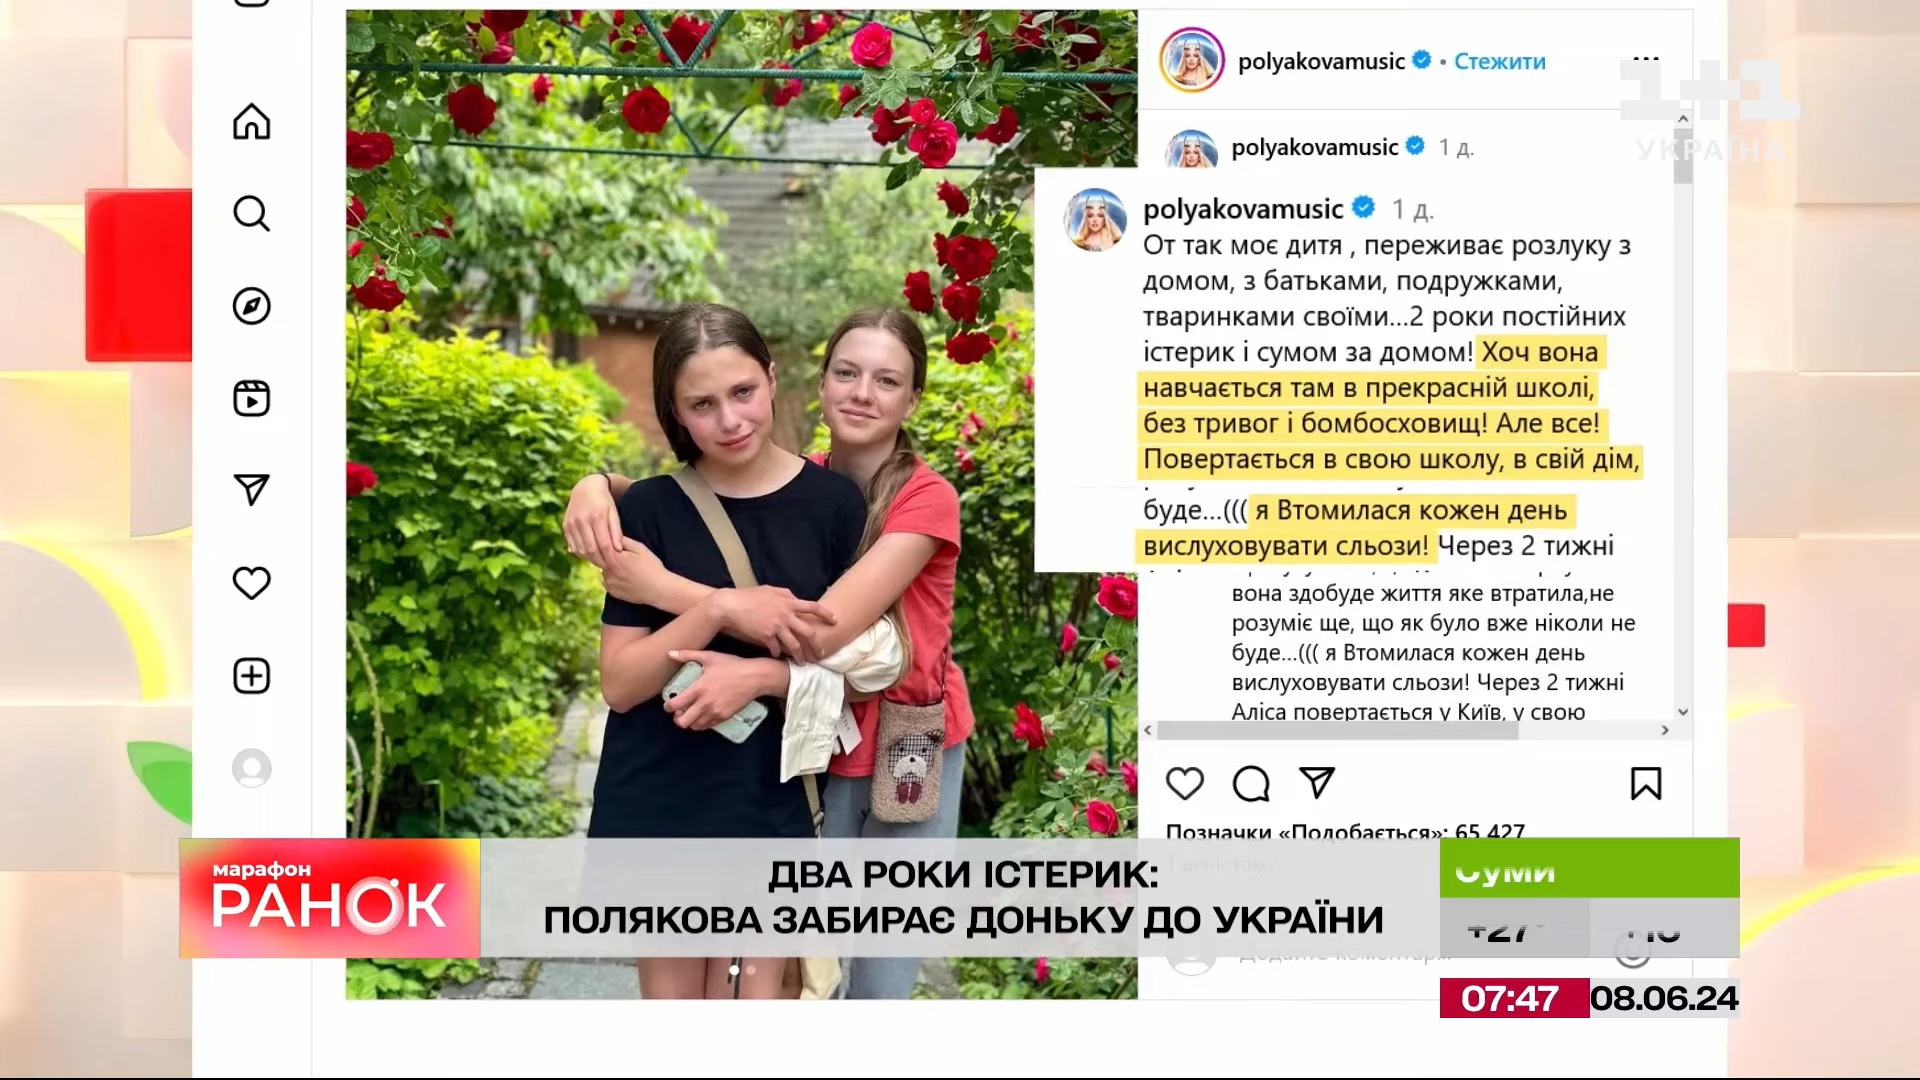 polyakovamusic • Стежити
1+1
УКРАЇНА
polyakovamusic 1 д.
polyakovamusic 1 д.
От так моє дитя , переживає розлуку з
домом, з батьками, подружками,
тваринками своїми...2 роки постійних
істерик і сумом за домом! Хоч вона
навчається там в прекрасній школі,
без тривог і бомбосховищ! Але все!
Повертається в свою школу, в свій дім,
буде...((( я Втомилася кожен день
вислуховувати сльози! Через 2 тижні
вона здобуде життя яке втратила,не
розуміє ще, що як було вже ніколи не
буде...((( я Втомилася кожен день
вислуховувати сльози! Через 2 тижні
Аліса повертається у Київ, у свою
Позначки «Подобається»: 65 427
марафон
РАНОК
ДВА РОКИ ІСТЕРИК:
ПОЛЯКОВА ЗАБИРАЄ ДОНЬКУ ДО УКРАЇНИ
Суми
+27°
Додайте коментар...
07:47 08.06.24